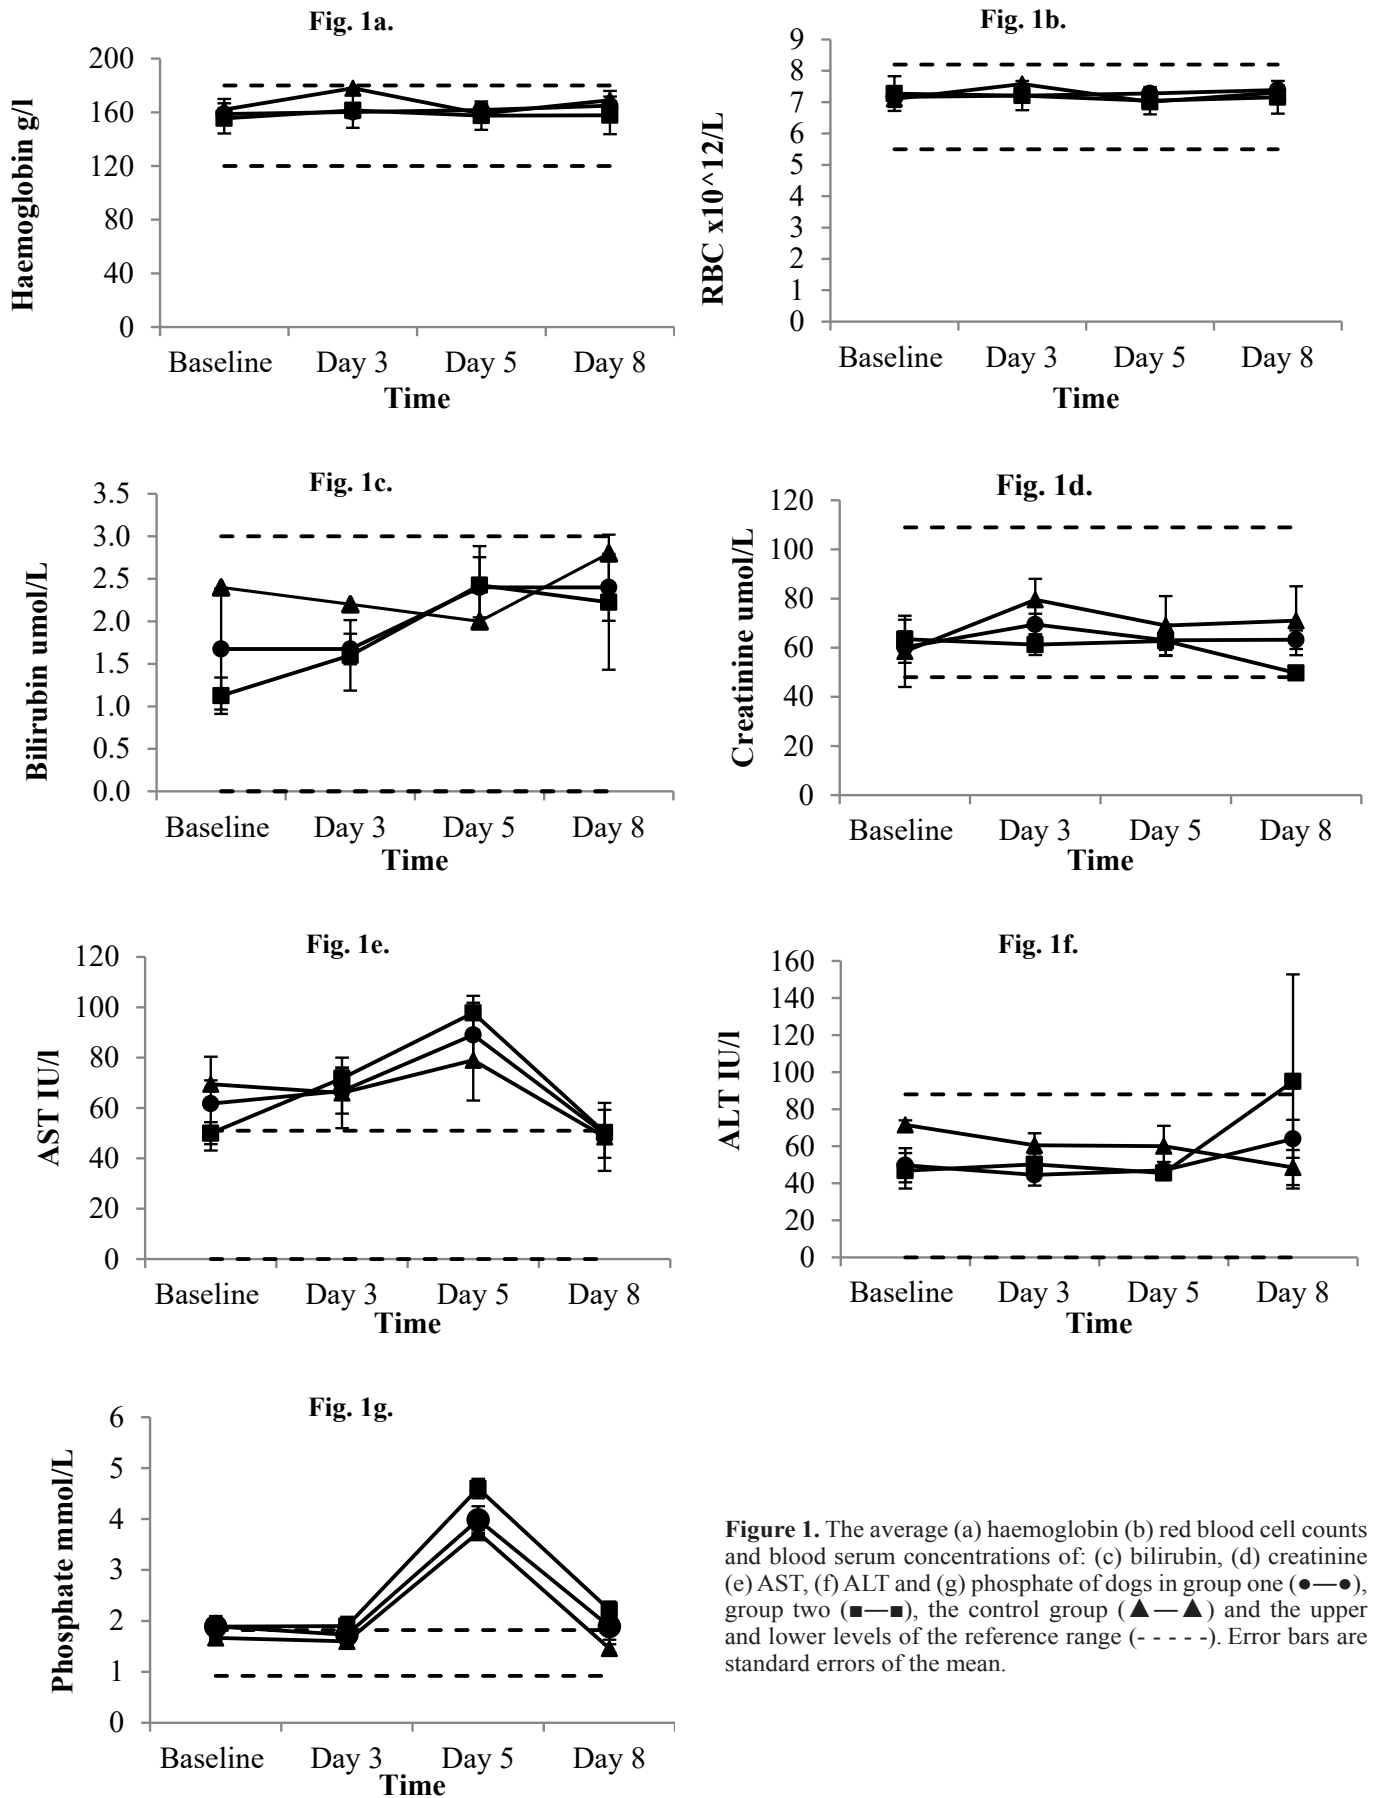 Fig. 1a.
200
160
120
80
40
0
Haemoglobin g/l
Baseline Day 3 Day 5 Day 8
Time
Fig. 1b.
9
8
7
6
5
4
3
2
1
0
RBC x10^12/L
Baseline Day 3 Day 5 Day 8
Time
Fig. 1c.
3.5
3.0
2.5
2.0
1.5
1.0
0.5
0.0
Bilirubin umol/L
Baseline Day 3 Day 5 Day 8
Time
Fig. 1d.
120
100
80
60
40
20
0
Creatinine umol/L
Baseline Day 3 Day 5 Day 8
Time
Fig. 1e.
120
100
80
60
40
20
0
AST IU/l
Baseline Day 3 Day 5 Day 8
Time
Fig. 1f.
160
140
120
100
80
60
40
20
0
ALT IU/l
Baseline Day 3 Day 5 Day 8
Time
Fig. 1g.
6
5
4
3
2
1
0
Phosphate mmol/L
Baseline Day 3 Day 5 Day 8
Time
Figure 1. The average (a) haemoglobin (b) red blood cell counts
and blood serum concentrations of: (c) bilirubin, (d) creatinine
(e) AST, (f) ALT and (g) phosphate of dogs in group one (●—●),
group two (■—■), the control group (▲—▲) and the upper
and lower levels of the reference range (- - - - -). Error bars are
standard errors of the mean.